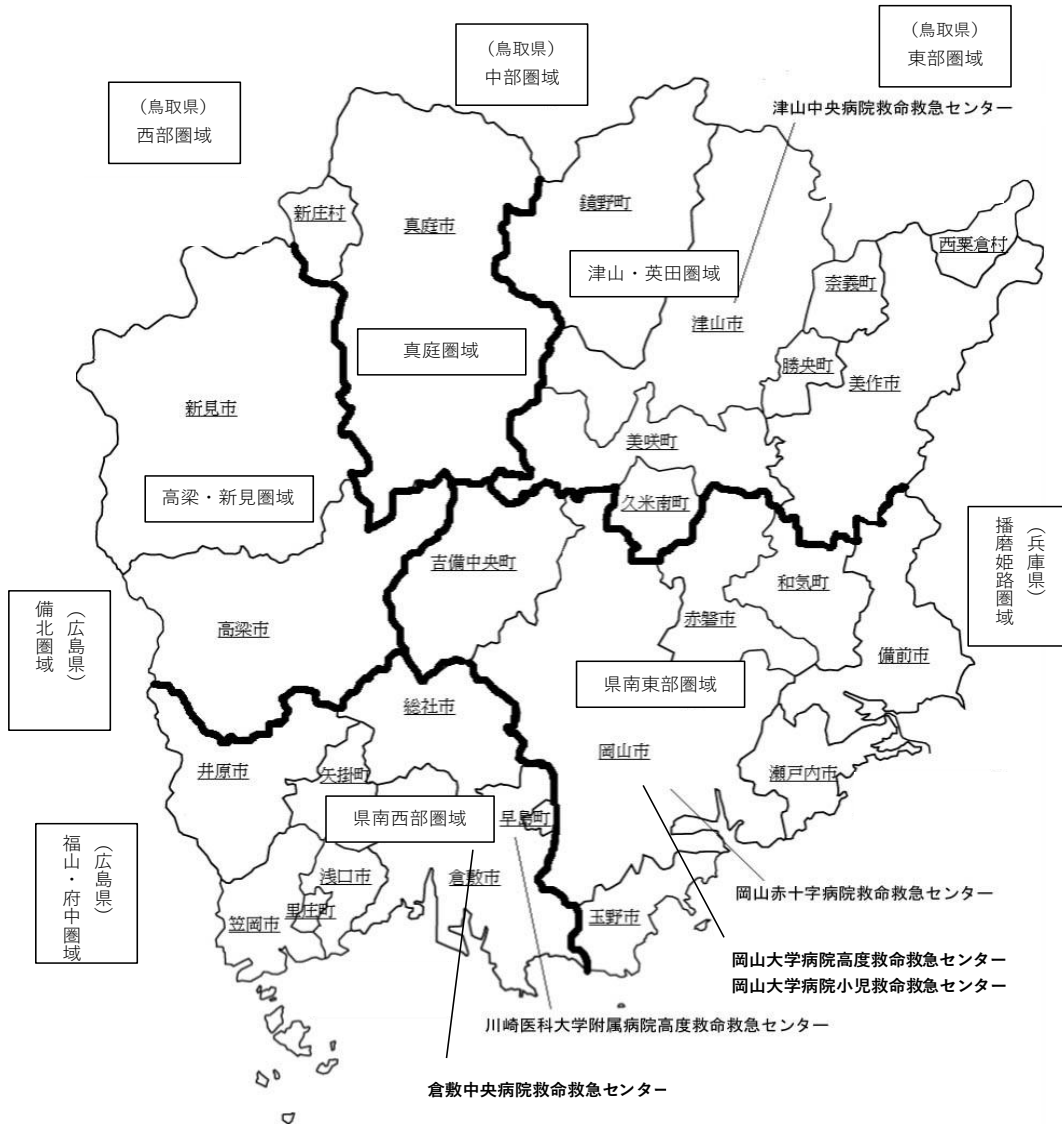 （鳥取県）
中部圏域
（鳥取県）
東部圏域
（鳥取県）
西部圏域
津山中央病院救命救急センター
新庄村
真庭市
鏡野町
西粟倉村
津山・英田圏域
奈義町
津山市
真庭圏域
勝央町
美作市
新見市
美咲町
高梁・新見圏域
久米南町
（兵庫県）
播磨姫路圏域
吉備中央町
和気町
赤磐市
（広島県）
備北圏域
高梁市
備前市
県南東部圏域
総社市
岡山市
井原市
矢掛町
瀬戸内市
県南西部圏域
早島町
（広島県）
福山・府中圏域
浅口市
倉敷市
里庄町
笠岡市
玉野市
岡山赤十字病院救命救急センター
岡山大学病院高度救命救急センター
岡山大学病院小児救命救急センター
川崎医科大学附属病院高度救命救急センター
倉敷中央病院救命救急センター